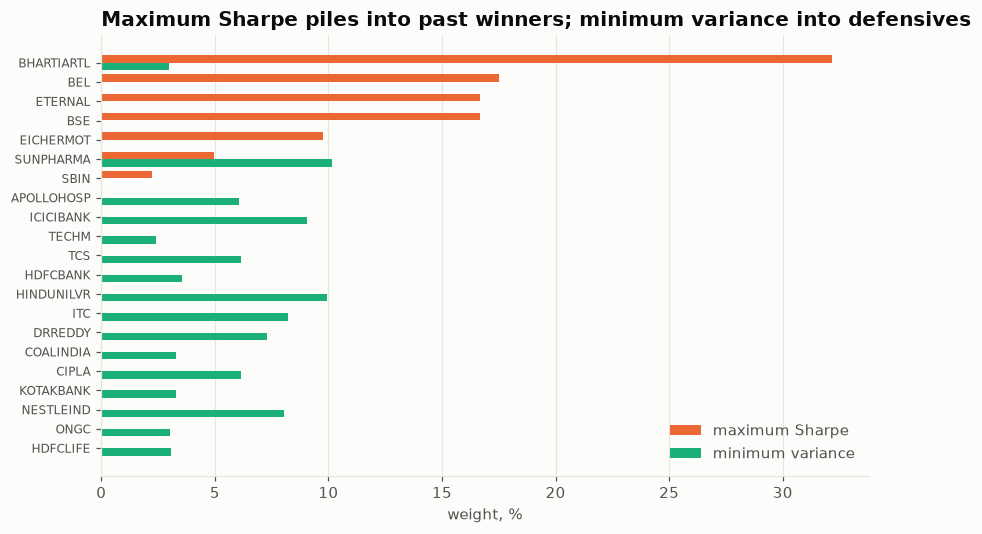 Maximum Sharpe piles into past winners; minimum variance into defensives
BHARTIARTL
BEL
ETERNAL
BSE
EICHERMOT
SUNPHARMA
SBIN
APOLLOHOSP
ICICIBANK
TECHM
TCS
HDFCBANK
HINDUNILVR
ITC
DRREDDY
COALINDIA
CIPLA
KOTAKBANK
NESTLEIND
ONGC
HDFCLIFE
maximum Sharpe
minimum variance
0 5 10 15 20 25 30
weight, %